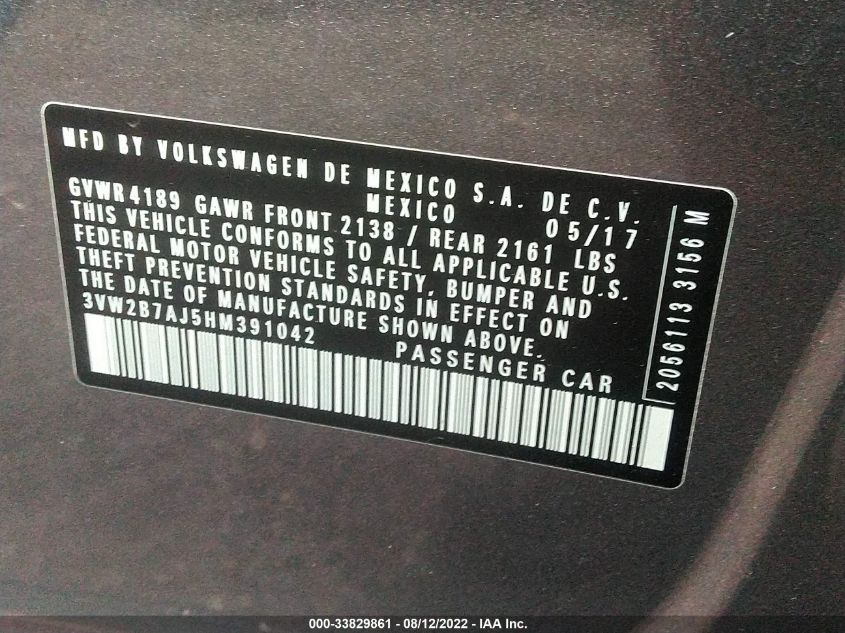 MFD BY VOLKSWAGEN DE MEXICO S.A. DE C.V.
MEXICO 05/17
GVWR 4189 GAWR FRONT 2138 / REAR 2161 LBS
THIS VEHICLE CONFORMS TO ALL APPLICABLE U.S.
FEDERAL MOTOR VEHICLE SAFETY, BUMPER AND
THEFT PREVENTION STANDARDS IN EFFECT ON
THE DATE OF MANUFACTURE SHOWN ABOVE.
3VW2B7AJ5HM391042 PASSENGER CAR
2056113 3156 M
000-33829861 - 08/12/2022 - IAA Inc.